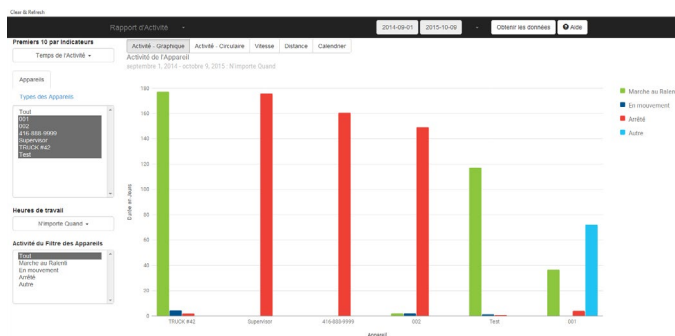 Close & Refresh
Rapport d'Activité
2014-09-01 2015-10-09 - Obtenir les données Aide
Premiers 10 par Indicateurs
Temps de l'Activité
Appareils
Types des Appareils
Tout
001
002
416-888-9999
Supervisor
TRUCK #42
Test
Heures de travail
N'importe Quand
Activité du Filtre des Appareils
Tout
Marche au Ralenti
En mouvement
Arrêté
Autre
Activité - Graphique Activité - Circulaire Vitesse Distance Calendrier
Activité de l'Appareil
septembre 1, 2014 - octobre 9, 2015 : N'importe Quand
Durée en Jours
180
160
140
120
100
80
60
40
20
0
TRUCK #42 Supervisor 416-888-9999 002 Test 001
Appareil
Marche au Ralenti
En mouvement
Arrêté
Autre